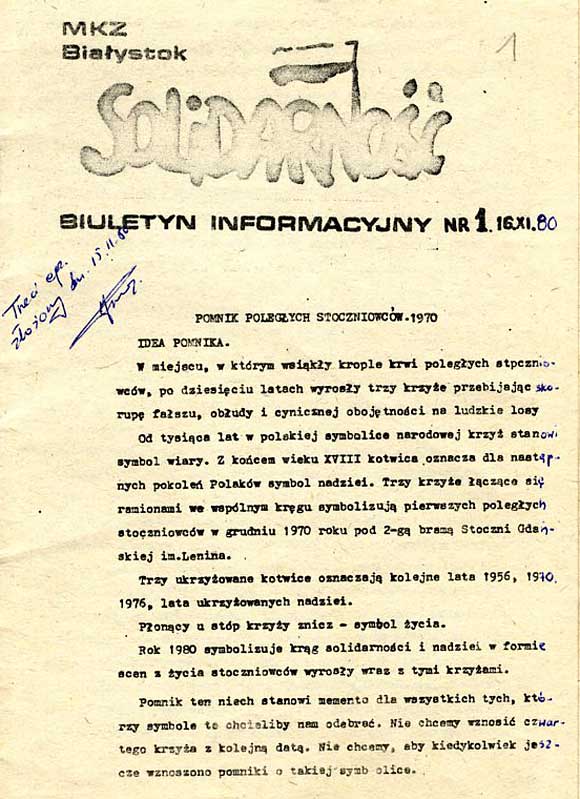 MKZ
Białystok
1
SOLIDARNOŚĆ
BIULETYN INFORMACYJNY NR 1. 16.XI.80
Treść egz.
złożony dn. 15.11.80
POMNIK POLEGŁYCH STOCZNIOWCÓW.1970
IDEA POMNIKA.
W miejscu, w którym wsiąkły krople krwi poległych stpcznio-
wców, po dziesięciu latach wyrosły trzy krzyże przebijając sko-
rupę fałszu, obłudy i cynicznej obojętności na ludzkie losy
Od tysiąca lat w polskiej symbolice narodowej krzyż stanowi
symbol wiary. Z końcem wieku XVIII kotwica oznacza dla nastąp-
nych pokoleń Polaków symbol nadziei. Trzy krzyże łączące się
ramionami we wspólnym kręgu symbolizują pierwszych poległych
stoczniowców w grudniu 1970 roku pod 2-gą bramą Stoczni Gdań-
skiej im.Lenina.
Trzy ukrzyżowane kotwice oznaczają kolejne lata 1956, 1970,
1976, lata ukrzyżowanych nadziei.
Płonący u stóp krzyży znicz - symbol życia.
Rok 1980 symbolizuje krąg solidarności i nadziei w formie
scen z życia stoczniowców wyrosły wraz z tymi krzyżami.
Pomnik ten niech stanowi memento dla wszystkich tych, któ-
rzy symbole te chcieliby nam odebrać. Nie chcemy wznosić czwar-
tego krzyża z kolejną datą. Nie chcemy, aby kiedykolwiek jesz-
cze wznoszono pomniki o takiej symb olice.